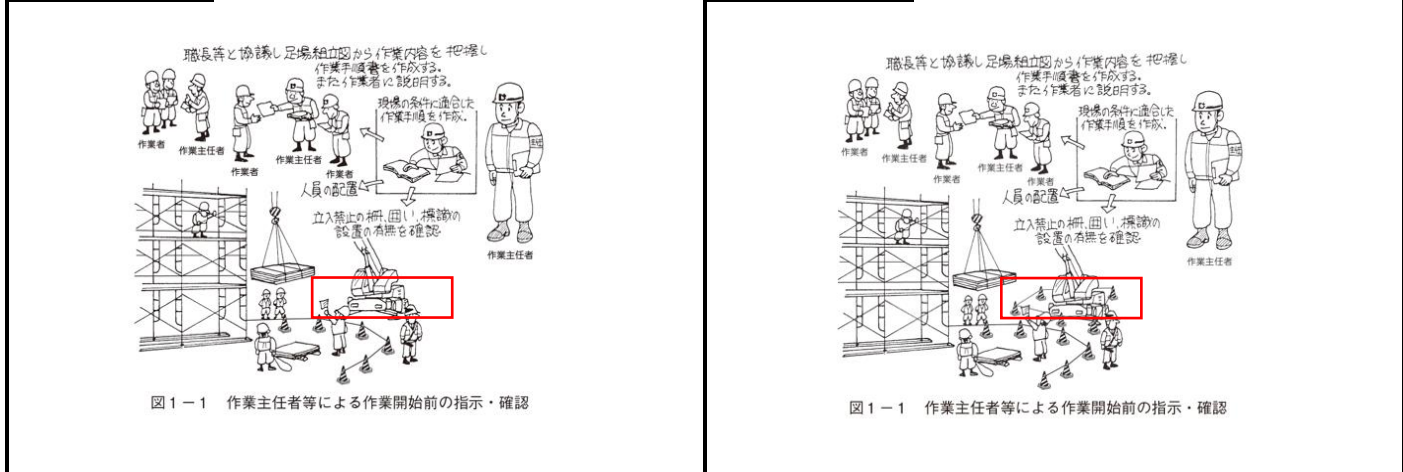 職長等と協議し足場組立図から作業内容を把握し
作業手順書を作成する。
また作業者に説明する。
現場の条件に適合した
作業手順を作成。
作業者
作業主任者
作業者
作業主任者
作業者
人員の配置
立入禁止の柵、囲い、標識の
設置の有無を確認
作業主任者
図1－1 作業主任者等による作業開始前の指示・確認
職長等と協議し足場組立図から作業内容を把握し
作業手順書を作成する。
また作業者に説明する。
現場の条件に適合した
作業手順を作成。
作業者
作業主任者
作業者
作業主任者
作業者
人員の配置
立入禁止の柵、囲い、標識の
設置の有無を確認
作業主任者
図1－1 作業主任者等による作業開始前の指示・確認